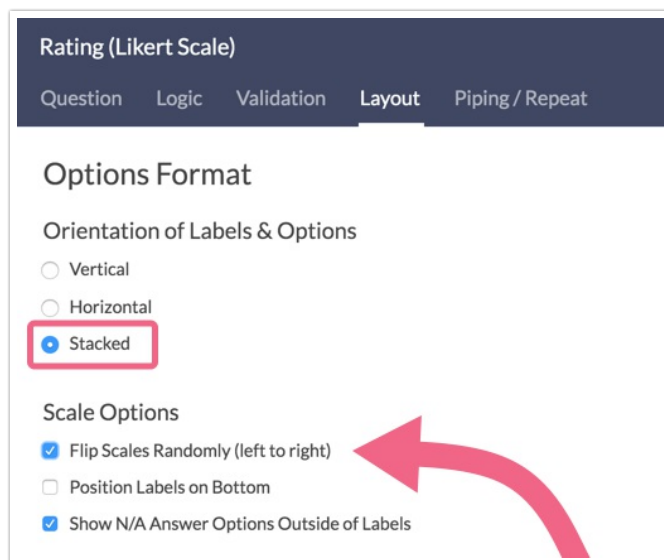 Rating (Likert Scale)
Question Logic Validation Layout Piping / Repeat
Options Format
Orientation of Labels & Options
Vertical
Horizontal
Stacked
Scale Options
Flip Scales Randomly (left to right)
Position Labels on Bottom
Show N/A Answer Options Outside of Labels